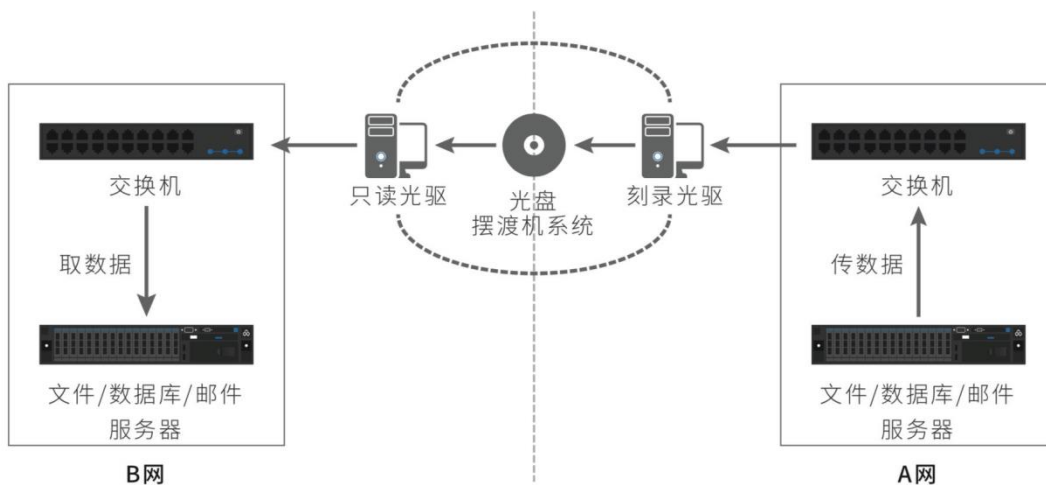 交换机
取数据
文件/数据库/邮件
服务器
B网
只读光驱
光盘
摆渡机系统
刻录光驱
交换机
传数据
文件/数据库/邮件
服务器
A网